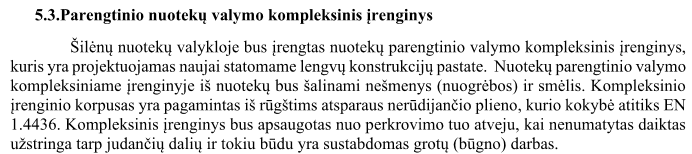 5.3.Parengtinio nuotekų valymo kompleksinis įrenginys
Šilėnų nuotekų valykloje bus įrengtas nuotekų parengtinio valymo kompleksinis įrenginys,
kuris yra projektuojamas naujai statomame lengvų konstrukcijų pastate. Nuotekų parengtinio valymo
kompleksiniame įrenginyje iš nuotekų bus šalinami nešmenys (nuogrėbos) ir smėlis. Kompleksinio
įrenginio korpusas yra pagamintas iš rūgštims atsparaus nerūdijančio plieno, kurio kokybė atitiks EN
1.4436. Kompleksinis įrenginys bus apsaugotas nuo perkrovimo tuo atveju, kai nenumatytas daiktas
užstringa tarp judančių dalių ir tokiu būdu yra sustabdomas grotų (būgno) darbas.